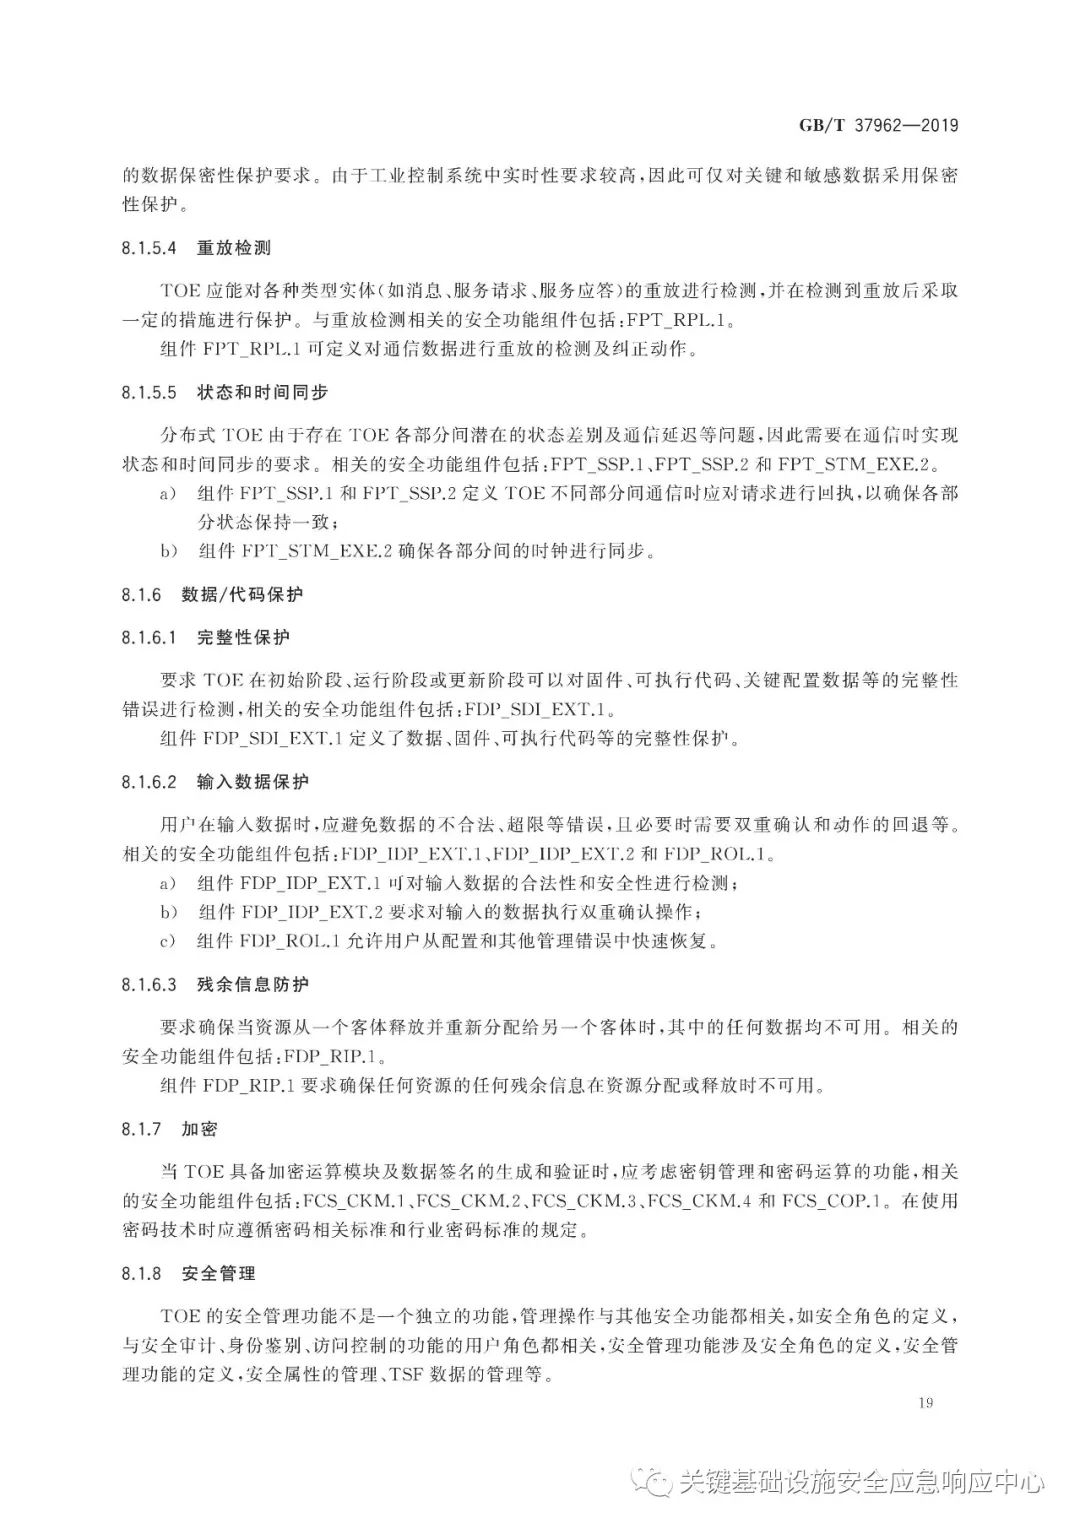 GB/T 37962—2019
的数据保密性保护要求。由于工业控制系统中实时性要求较高,因此可仅对关键和敏感数据采用保密
性保护。
8.1.5.4 重放检测
TOE 应能对各种类型实体(如消息、服务请求、服务应答)的重放进行检测,并在检测到重放后采取
一定的措施进行保护。与重放检测相关的安全功能组件包括:FPT_RPL.1。
组件 FPT_RPL.1 可定义对通信数据进行重放的检测及纠正动作。
8.1.5.5 状态和时间同步
分布式 TOE 由于存在 TOE 各部分间潜在的状态差别及通信延迟等问题,因此需要在通信时实现
状态和时间同步的要求。相关的安全功能组件包括:FPT_SSP.1、FPT_SSP.2 和 FPT_STM_EXE.2。
a) 组件 FPT_SSP.1 和 FPT_SSP.2 定义 TOE 不同部分间通信时应对请求进行回执,以确保各部
分状态保持一致;
b) 组件 FPT_STM_EXE.2 确保各部分间的时钟进行同步。
8.1.6 数据/代码保护
8.1.6.1 完整性保护
要求 TOE 在初始阶段、运行阶段或更新阶段可以对固件、可执行代码、关键配置数据等的完整性
错误进行检测,相关的安全功能组件包括:FDP_SDI_EXT.1。
组件 FDP_SDI_EXT.1 定义了数据、固件、可执行代码等的完整性保护。
8.1.6.2 输入数据保护
用户在输入数据时,应避免数据的不合法、超限等错误,且必要时需要双重确认和动作的回退等。
相关的安全功能组件包括:FDP_IDP_EXT.1、FDP_IDP_EXT.2 和 FDP_ROL.1。
a) 组件 FDP_IDP_EXT.1 可对输入数据的合法性和安全性进行检测;
b) 组件 FDP_IDP_EXT.2 要求对输入的数据执行双重确认操作;
c) 组件 FDP_ROL.1 允许用户从配置和其他管理错误中快速恢复。
8.1.6.3 残余信息防护
要求确保当资源从一个客体释放并重新分配给另一个客体时,其中的任何数据均不可用。相关的
安全功能组件包括:FDP_RIP.1。
组件 FDP_RIP.1 要求确保任何资源的任何残余信息在资源分配或释放时不可用。
8.1.7 加密
当 TOE 具备加密运算模块及数据签名的生成和验证时,应考虑密钥管理和密码运算的功能,相关
的安全功能组件包括:FCS_CKM.1、FCS_CKM.2、FCS_CKM.3、FCS_CKM.4 和 FCS_COP.1。在使用
密码技术时应遵循密码相关标准和行业密码标准的规定。
8.1.8 安全管理
TOE 的安全管理功能不是一个独立的功能,管理操作与其他安全功能都相关,如安全角色的定义,
与安全审计、身份鉴别、访问控制的功能的用户角色都相关,安全管理功能涉及安全角色的定义,安全管
理功能的定义,安全属性的管理、TSF 数据的管理等。
19
关键基础设施安全应急响应中心